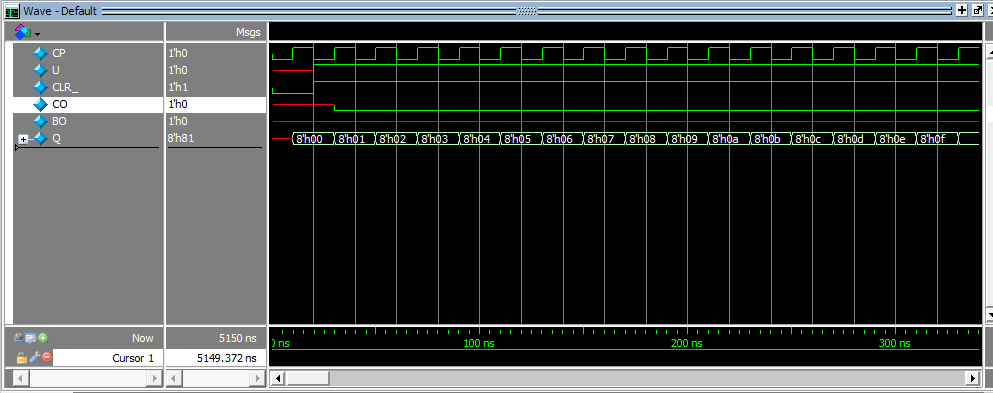 Wave - Default
Msgs
CP 1'h0
U 1'h0
CLR_ 1'h1
CO 1'h0
BO 1'h0
Q 8'h81 8'h00 8'h01 8'h02 8'h03 8'h04 8'h05 8'h06 8'h07 8'h08 8'h09 8'h0a 8'h0b 8'h0c 8'h0d 8'h0e 8'h0f
Now 5150 ns
0 ns 100 ns 200 ns 300 ns
Cursor 1 5149.372 ns